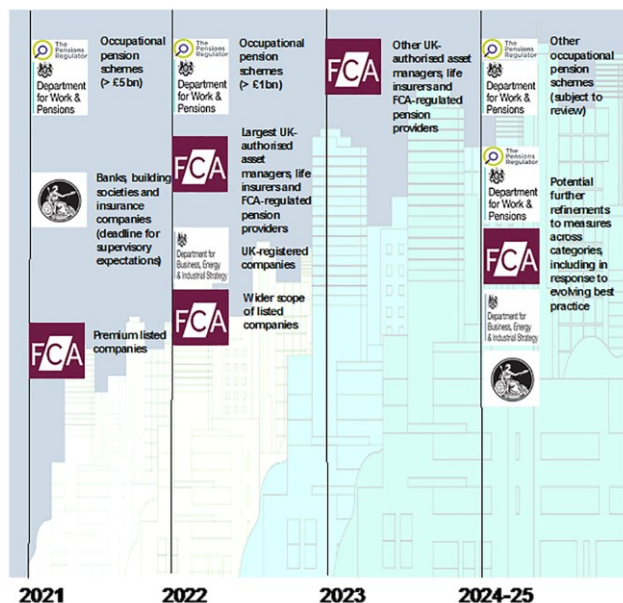 The
Pensions
Regulator
Department
for Work &
Pensions
Occupational
pension
schemes
(> £5bn)
Banks, building
societies and
insurance
companies
(deadline for
supervisory
expectations)
FCA
Premium listed
companies
The
Pensions
Regulator
Department
for Work &
Pensions
Occupational
pension
schemes
(> £1bn)
FCA
Largest UK-
authorised
asset
managers, life
insurers and
FCA-regulated
pension
providers
Department for
Business, Energy
& Industrial Strategy
UK-registered
companies
FCA
Wider scope
of listed
companies
FCA
Other UK-
authorised asset
managers, life
insurers and
FCA-regulated
pension
providers
The
Pensions
Regulator
Department
for Work &
Pensions
Other
occupational
pension
schemes
(subject to
review)
The
Pensions
Regulator
Department
for Work &
Pensions
FCA
Department for
Business, Energy
& Industrial Strategy
Potential
further
refinements
to measures
across
categories,
including in
response to
evolving best
practice
2021
2022
2023
2024-25